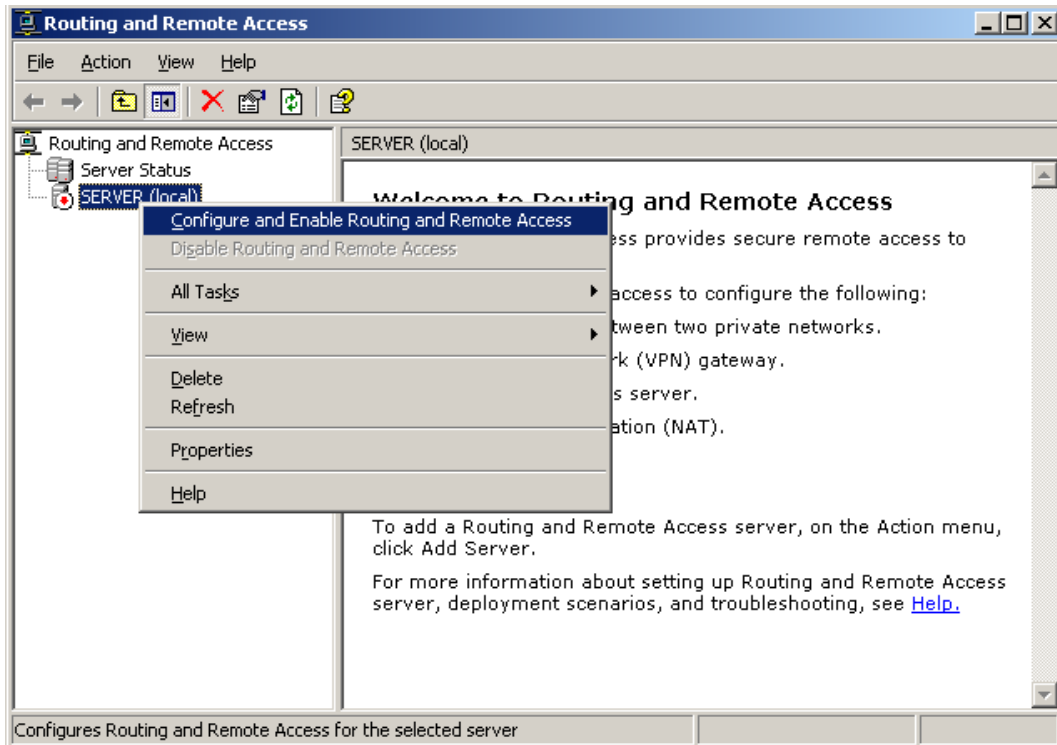 Routing and Remote Access
File Action View Help
Routing and Remote Access
Server Status
SERVER (local)
SERVER (local)
Welcome to Routing and Remote Access
Configure and Enable Routing and Remote Access
Disable Routing and Remote Access
All Tasks
View
Delete
Refresh
Properties
Help
provides secure remote access to
access to configure the following:
two private networks.
(VPN) gateway.
server.
(NAT).
To add a Routing and Remote Access server, on the Action menu,
click Add Server.
For more information about setting up Routing and Remote Access
server, deployment scenarios, and troubleshooting, see Help.
Configures Routing and Remote Access for the selected server